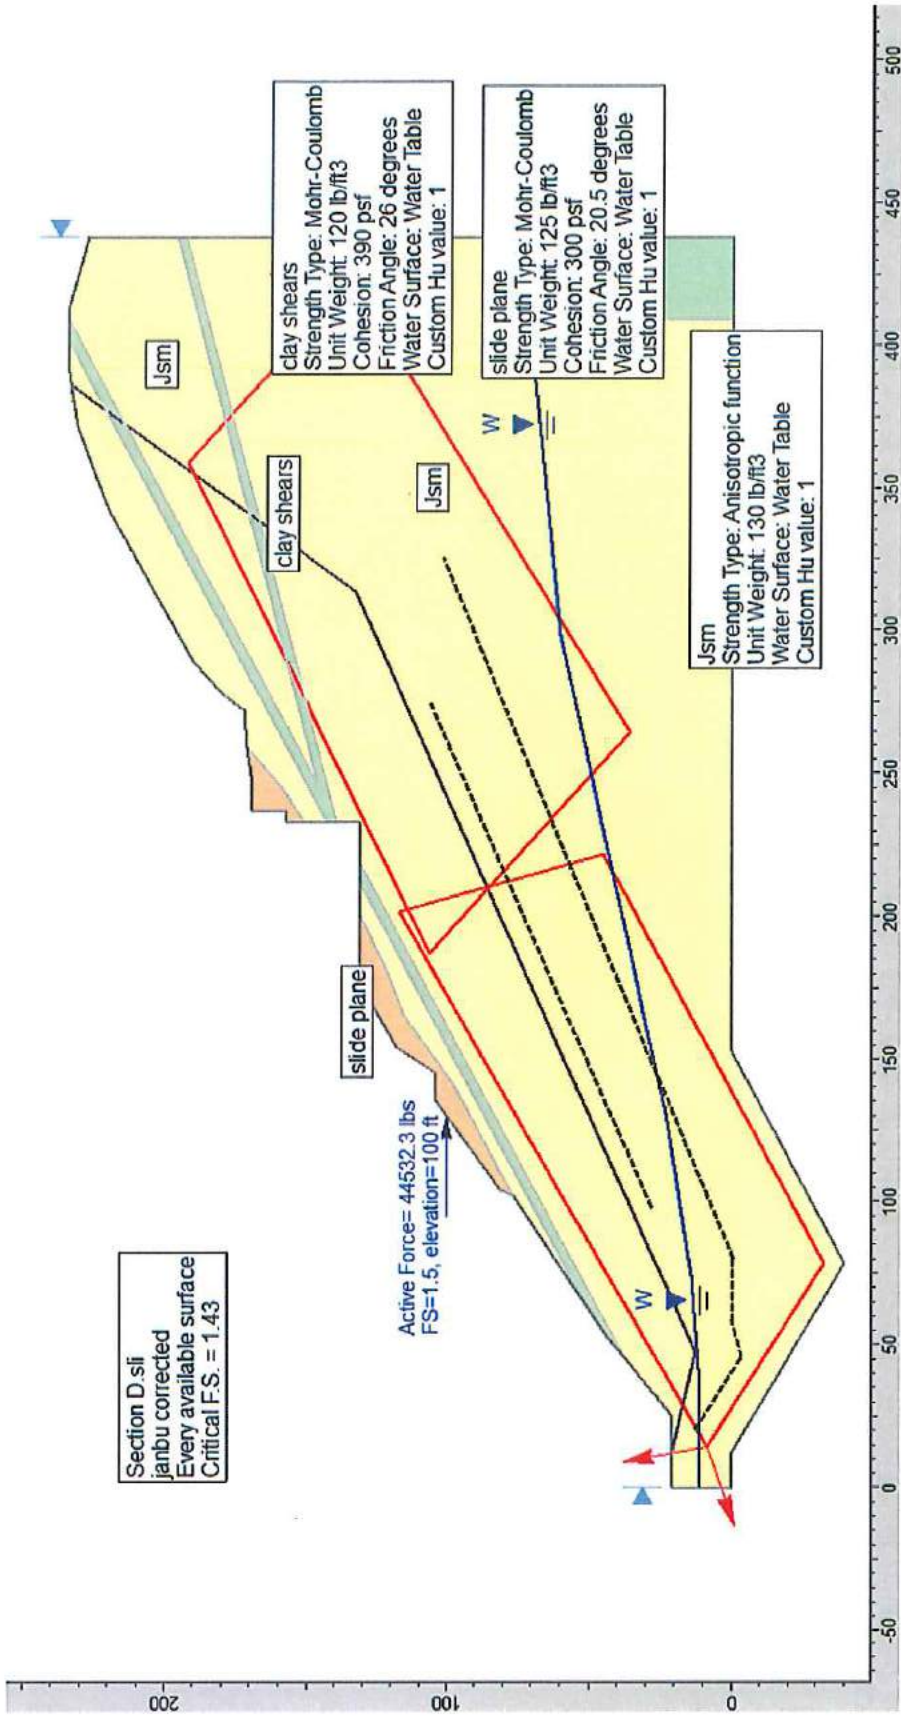 Section D.sli
janbu corrected
Every available surface
Critical F.S. = 1.43
Active Force= 44532.3 lbs
FS=1.5, elevation=100 ft
slide plane
clay shears
Jsm
Jsm
W
W
clay shears
Strength Type: Mohr-Coulomb
Unit Weight: 120 lb/ft3
Cohesion: 390 psf
Friction Angle: 26 degrees
Water Surface: Water Table
Custom Hu value: 1
slide plane
Strength Type: Mohr-Coulomb
Unit Weight: 125 lb/ft3
Cohesion: 300 psf
Friction Angle: 20.5 degrees
Water Surface: Water Table
Custom Hu value: 1
Jsm
Strength Type: Anisotropic function
Unit Weight: 130 lb/ft3
Water Surface: Water Table
Custom Hu value: 1
200
100
0
-50
0
50
100
150
200
250
300
350
400
450
500